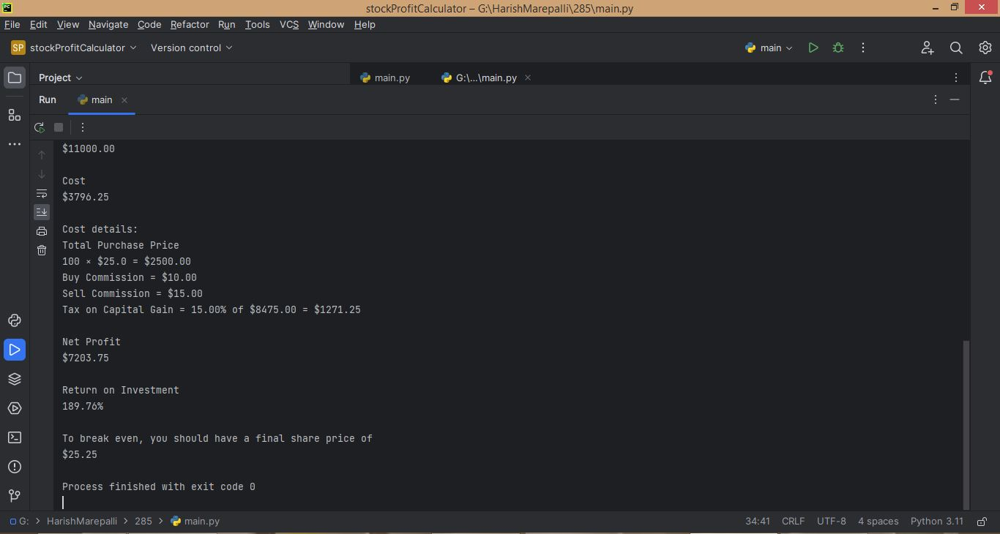 PC
stockProfitCalculator – G:\HarishMarepalli\285\main.py
File Edit View Navigate Code Refactor Run Tools VCS Window Help
SP stockProfitCalculator Version control main
Project main.py G:\...\main.py
Run main
$11000.00
Cost
$3796.25
Cost details:
Total Purchase Price
100 × $25.0 = $2500.00
Buy Commission = $10.00
Sell Commission = $15.00
Tax on Capital Gain = 15.00% of $8475.00 = $1271.25
Net Profit
$7203.75
Return on Investment
189.76%
To break even, you should have a final share price of
$25.25
Process finished with exit code 0
G: > HarishMarepalli > 285 > main.py 34:41 CRLF UTF-8 4 spaces Python 3.11